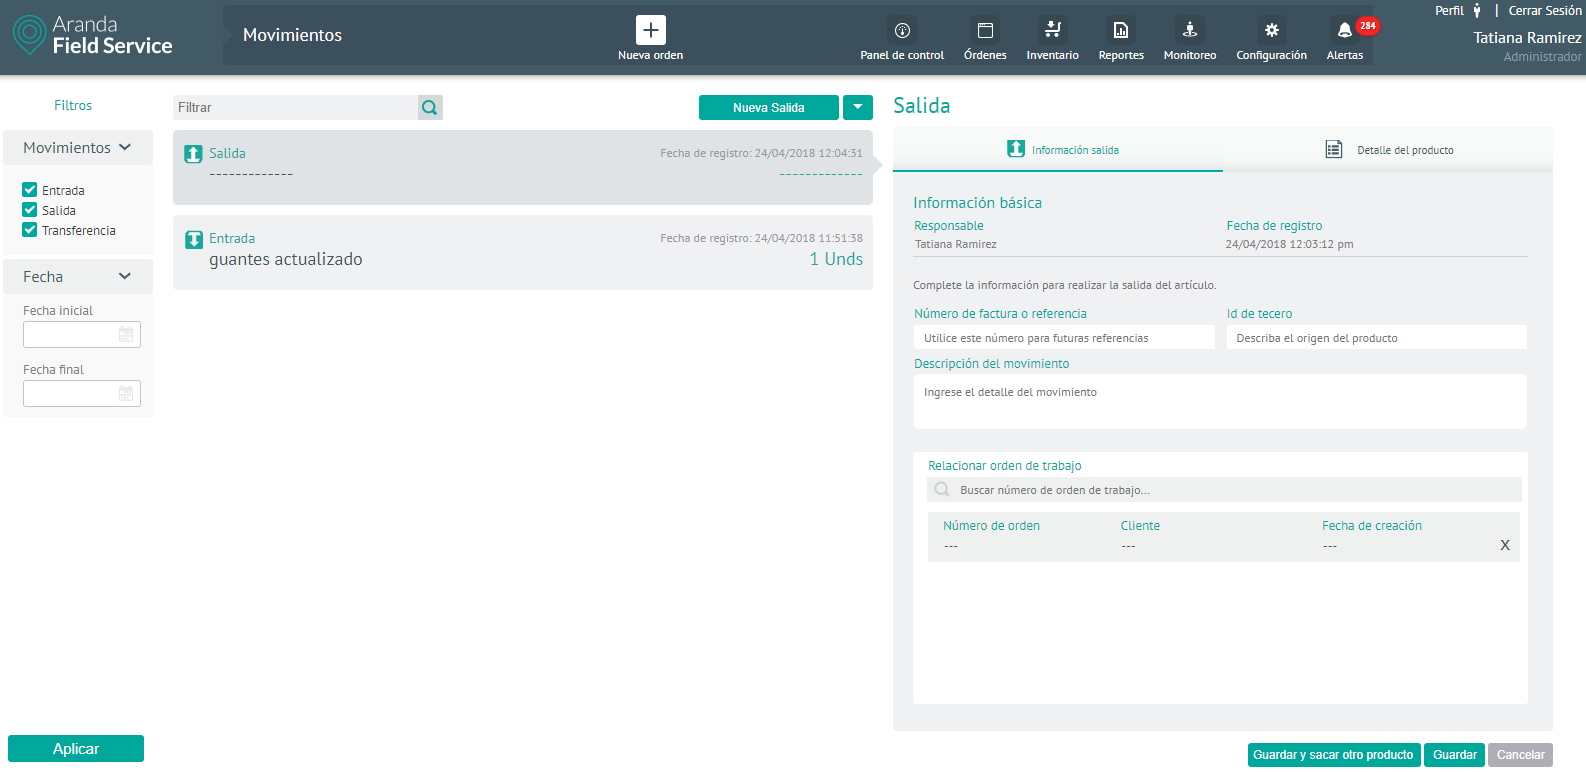 Aranda
Field Service
Movimientos
Nueva orden
Panel de control
Órdenes
Inventario
Reportes
Monitoreo
Configuración
Alertas
284
Perfil | Cerrar Sesión
Tatiana Ramirez
Administrador
Filtros
Movimientos
Entrada
Salida
Transferencia
Fecha
Fecha inicial
Fecha final
Aplicar
Filtrar
Nueva Salida
Salida
Fecha de registro: 24/04/2018 12:04:31
-------------
-------------
Entrada
Fecha de registro: 24/04/2018 11:51:38
guantes actualizado
1 Unds
Salida
Información salida
Detalle del producto
Información básica
Responsable
Fecha de registro
Tatiana Ramirez
24/04/2018 12:03:12 pm
Complete la información para realizar la salida del artículo.
Número de factura o referencia
Id de tecero
Utilice este número para futuras referencias
Describa el origen del producto
Descripción del movimiento
Ingrese el detalle del movimiento
Relacionar orden de trabajo
Buscar número de orden de trabajo...
Número de orden
Cliente
Fecha de creación
---
---
---
X
Guardar y sacar otro producto
Guardar
Cancelar